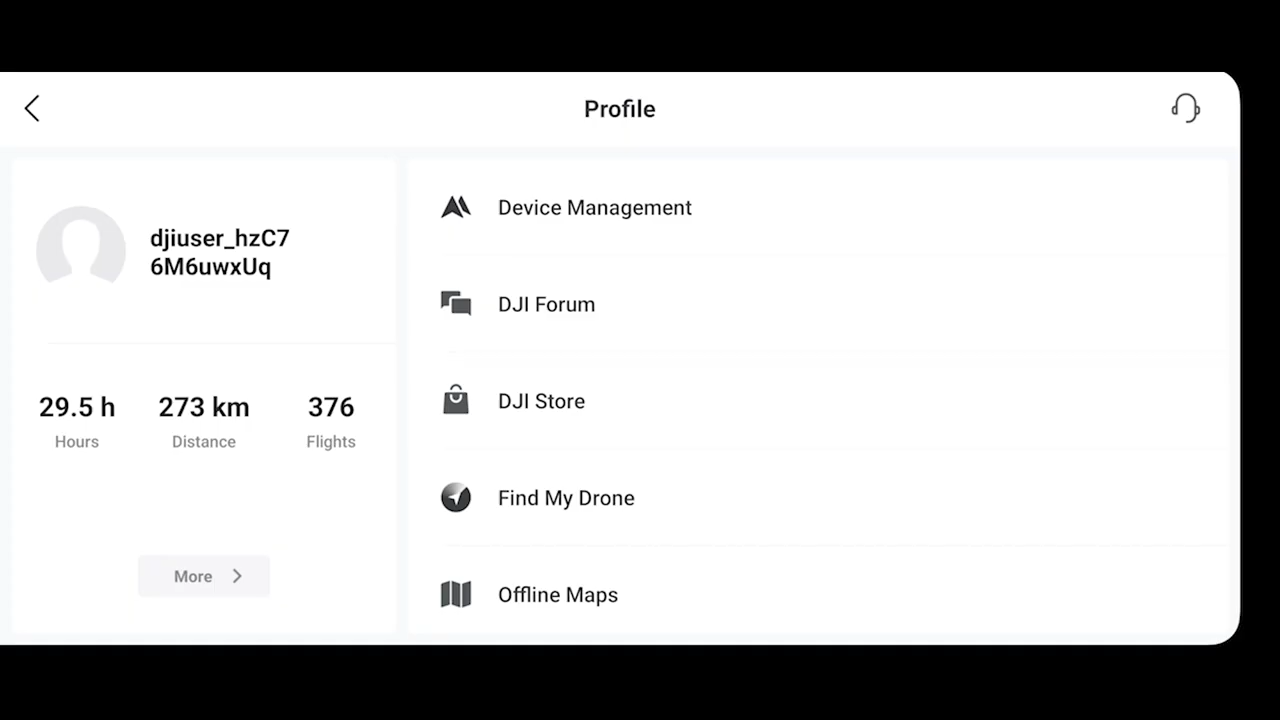 Profile
djiuser_hzC7
6M6uwxUq
29.5 h
Hours
273 km
Distance
376
Flights
More
Device Management
DJI Forum
DJI Store
Find My Drone
Offline Maps